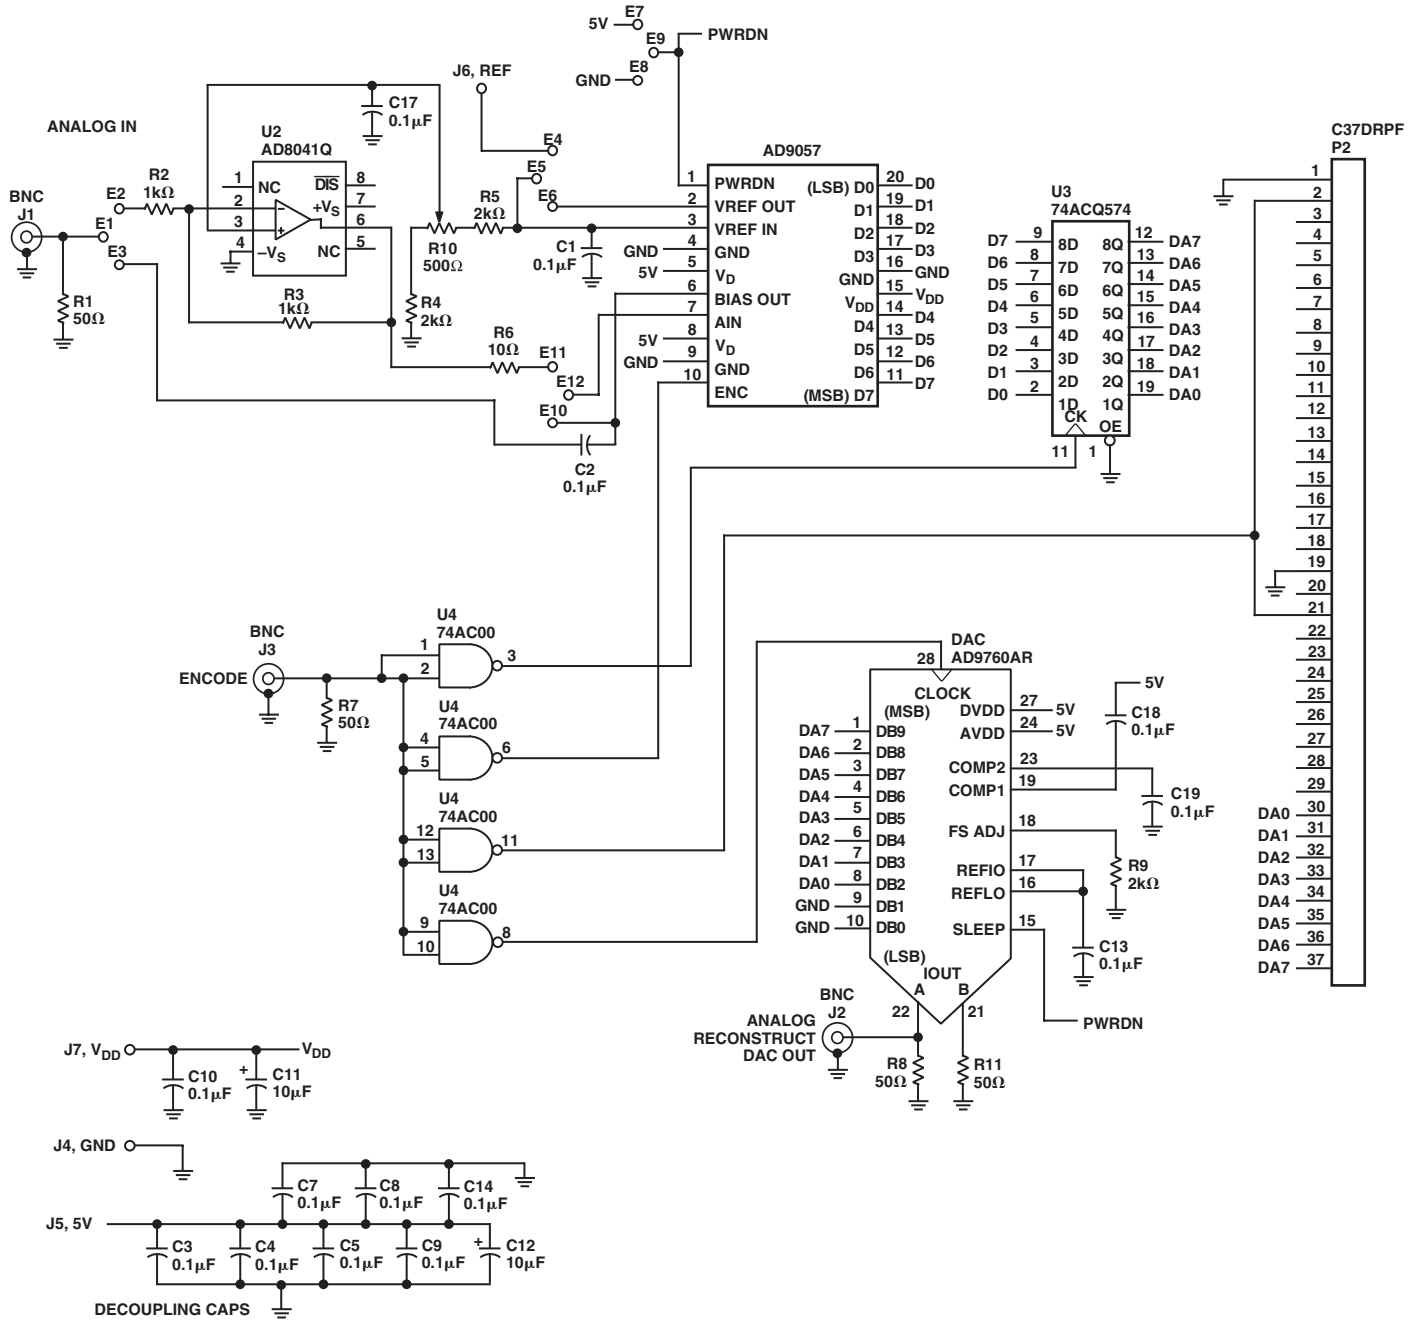 E7
5V
E9
PWRDN
E8
GND
J6, REF
C17
0.1µF
ANALOG IN
U2
AD8041Q
E4
E5
E6
C37DRPF
P2
AD9057
BNC
J1
E2
R2
1kΩ
E1
E3
R1
50Ω
1
NC
2
3
4
–VS
DIS
8
+VS
7
6
NC
5
R3
1kΩ
R10
500Ω
R5
2kΩ
R4
2kΩ
C1
0.1µF
R6
10Ω
E11
E12
E10
C2
0.1µF
1 PWRDN
2 VREF OUT
3 VREF IN
GND 4 GND
5V 5 VD
6 BIAS OUT
7 AIN
5V 8 VD
GND 9 GND
10 ENC
(LSB) D0 20 D0
D1 19 D1
D2 18 D2
D3 17 D3
GND 16 GND
VDD 15 VDD
D4 14 D4
D5 13 D5
D6 12 D6
(MSB) D7 11 D7
U3
74ACQ574
D7 9 8D 8Q 12 DA7
D6 8 7D 7Q 13 DA6
D5 7 6D 6Q 14 DA5
D4 6 5D 5Q 15 DA4
D3 5 4D 4Q 16 DA3
D2 4 3D 3Q 17 DA2
D1 3 2D 2Q 18 DA1
D0 2 1D 1Q 19 DA0
CK OE
11 1
1
2
3
4
5
6
7
8
9
10
11
12
13
14
15
16
17
18
19
20
21
22
23
24
25
26
27
28
29
DA0 30
DA1 31
DA2 32
DA3 33
DA4 34
DA5 35
DA6 36
DA7 37
BNC
J3
ENCODE
R7
50Ω
U4
74AC00
1
2
3
U4
74AC00
4
5
6
U4
74AC00
12
13
11
U4
74AC00
9
10
8
DAC
AD9760AR
28
CLOCK
(MSB)
DA7 1 DB9
DA6 2 DB8
DA5 3 DB7
DA4 4 DB6
DA3 5 DB5
DA2 6 DB4
DA1 7 DB3
DA0 8 DB2
GND 9 DB1
GND 10 DB0
(LSB)
DVDD 27 5V
AVDD 24 5V
COMP2 23
COMP1 19
FS ADJ 18
REFIO 17
REFLO 16
SLEEP 15
IOUT
A B
22 21
5V
C18
0.1µF
C19
0.1µF
R9
2kΩ
C13
0.1µF
PWRDN
BNC
J2
ANALOG
RECONSTRUCT
DAC OUT
R8
50Ω
R11
50Ω
J7, VDD
VDD
C10
0.1µF
+
C11
10µF
J4, GND
C7
0.1µF
C8
0.1µF
C14
0.1µF
J5, 5V
C3
0.1µF
C4
0.1µF
C5
0.1µF
C9
0.1µF
+
C12
10µF
DECOUPLING CAPS